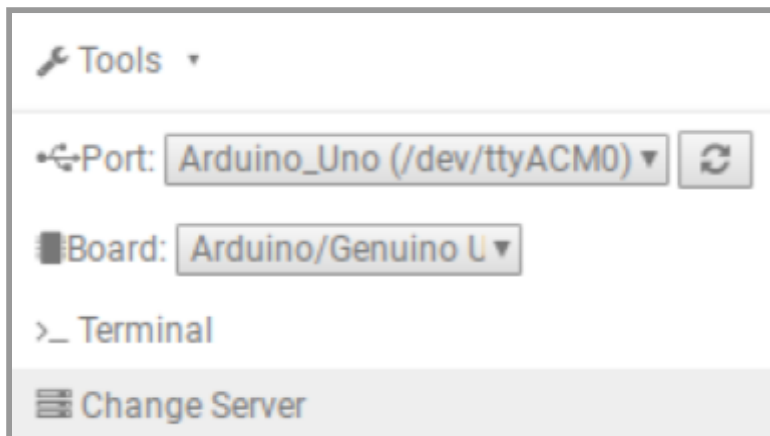 Tools
Port: Arduino_Uno (/dev/ttyACM0)
Board: Arduino/Genuino U
Terminal
Change Server